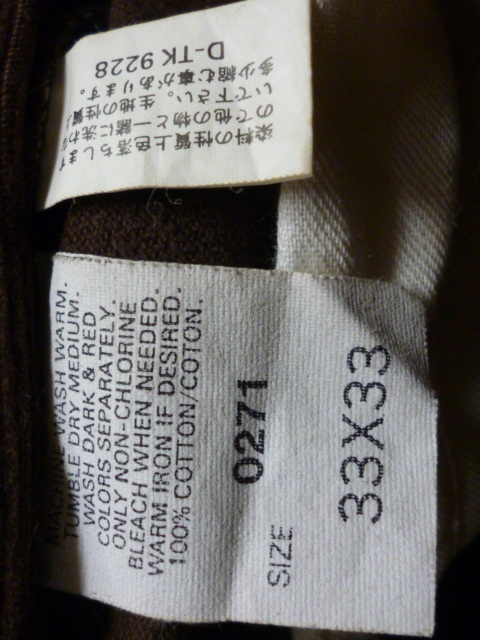 染料の性質上色落ちします
ので他の物と一諸に洗わな
いで下さい。生地の性質
多少縮む事があります。
D-TK 9228
MACHINE WASH WARM.
TUMBLE DRY MEDIUM.
WASH DARK & RED
COLORS SEPARATELY.
ONLY NON-CHLORINE
BLEACH WHEN NEEDED.
WARM IRON IF DESIRED.
100% COTTON/COTON.
0271
SIZE 33X33